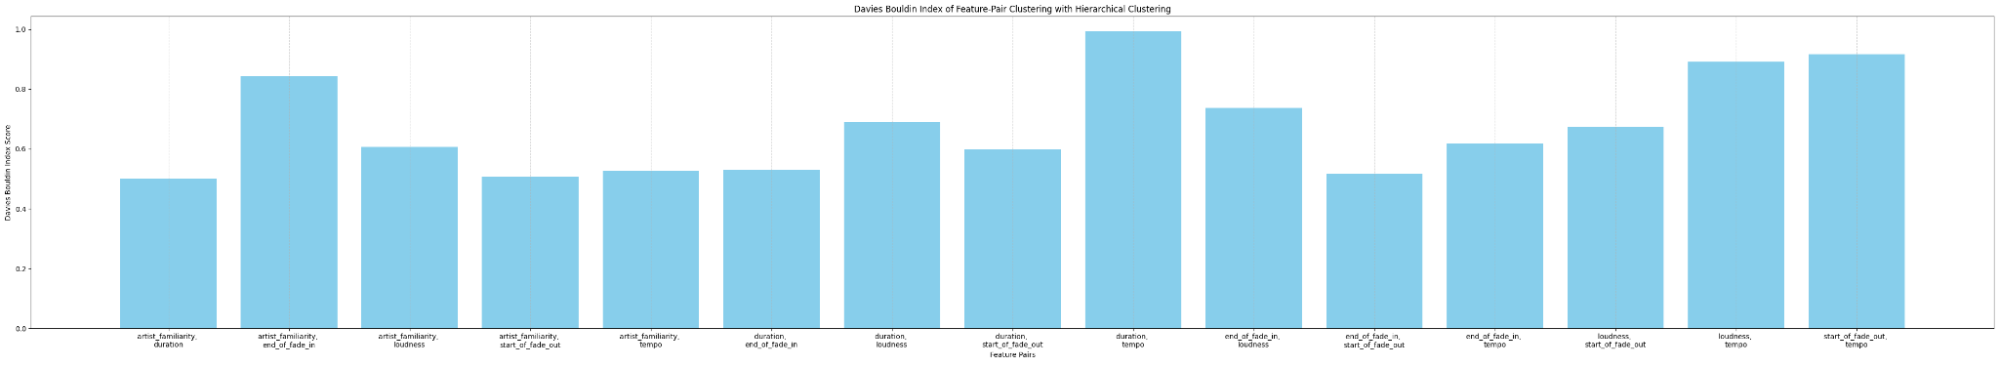 Davies Bouldin Index of Feature-Pair Clustering with Hierarchical Clustering
Davies Bouldin Index Score
1.0
0.8
0.6
0.4
0.2
0.0
artist_familiarity,
duration
artist_familiarity,
end_of_fade_in
artist_familiarity,
loudness
artist_familiarity,
start_of_fade_out
artist_familiarity,
tempo
duration,
end_of_fade_in
duration,
loudness
duration,
start_of_fade_out
duration,
tempo
end_of_fade_in,
loudness
end_of_fade_in,
start_of_fade_out
end_of_fade_in,
tempo
loudness,
start_of_fade_out
loudness,
tempo
start_of_fade_out,
tempo
Feature Pairs